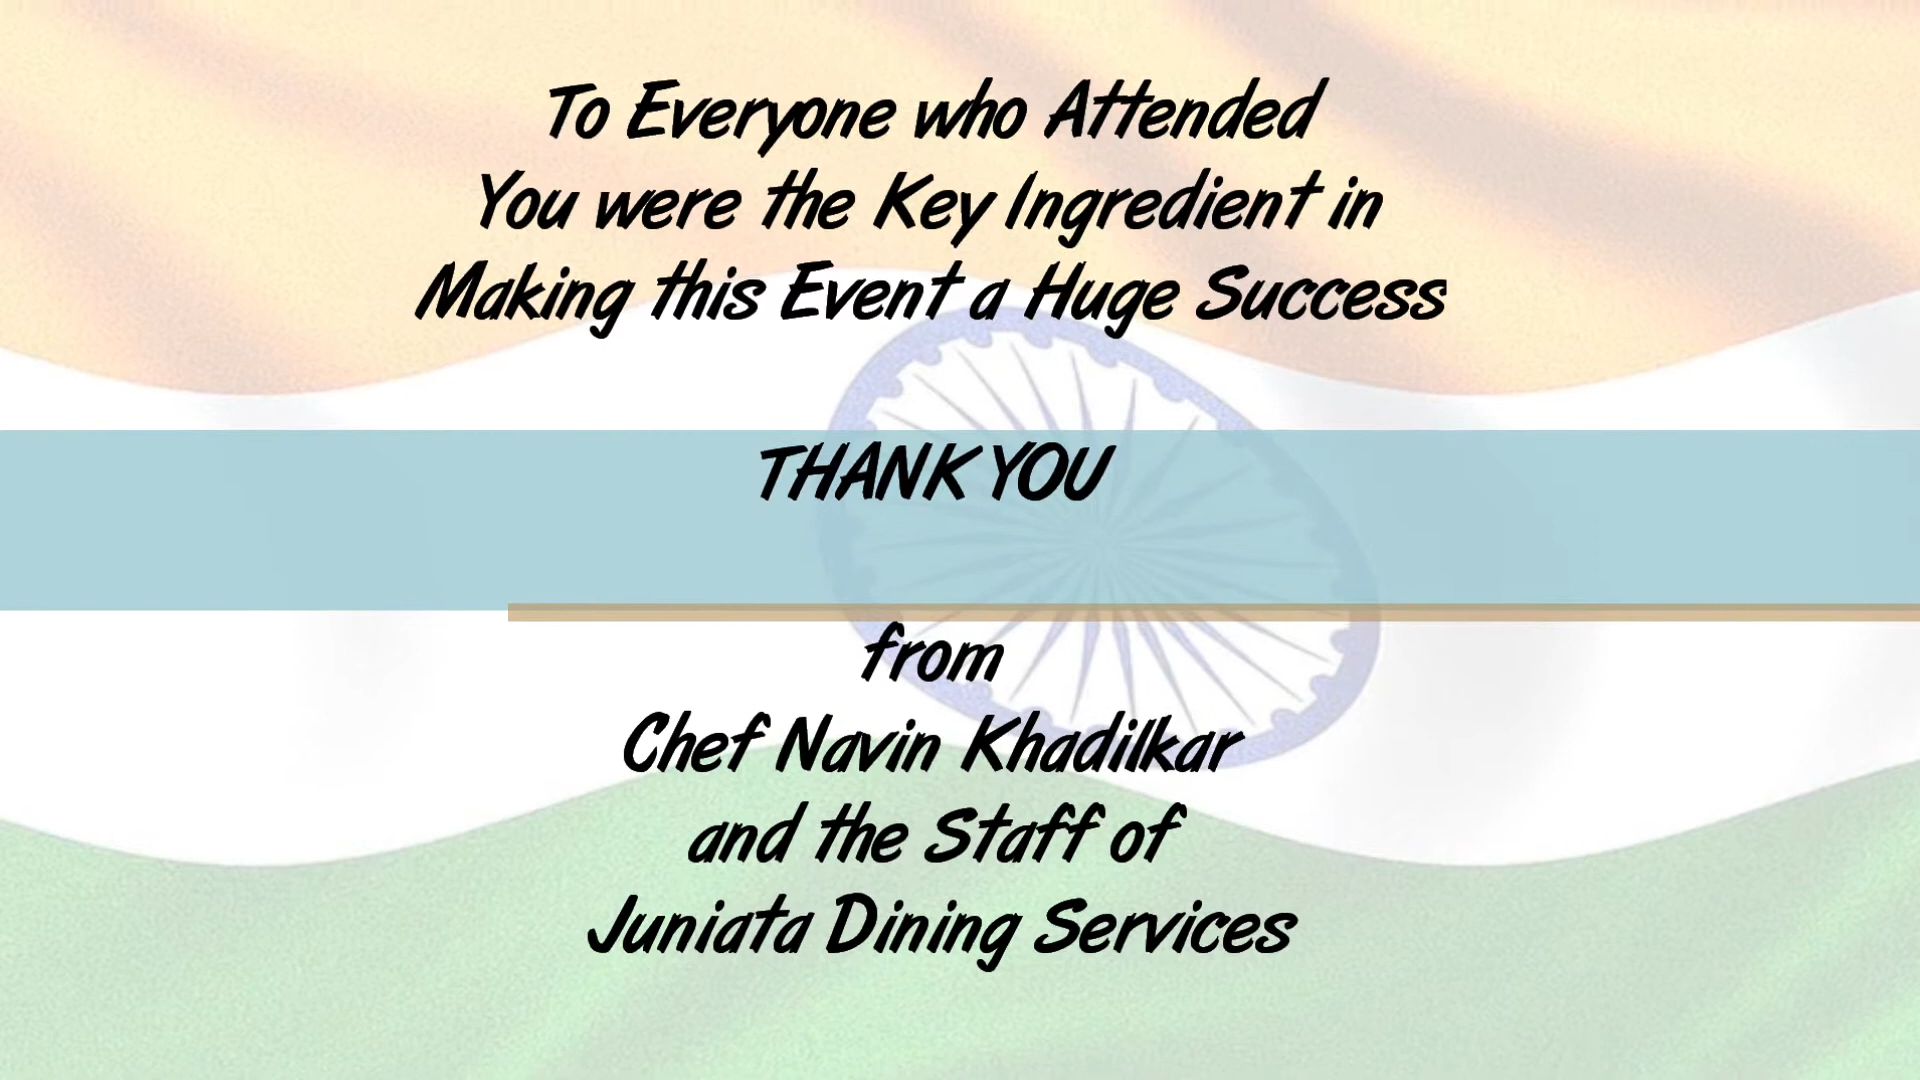 To Everyone who Attended
You were the Key Ingredient in
Making this Event a Huge Success
THANK YOU
from
Chef Navin Khadilkar
and the Staff of
Juniata Dining Services